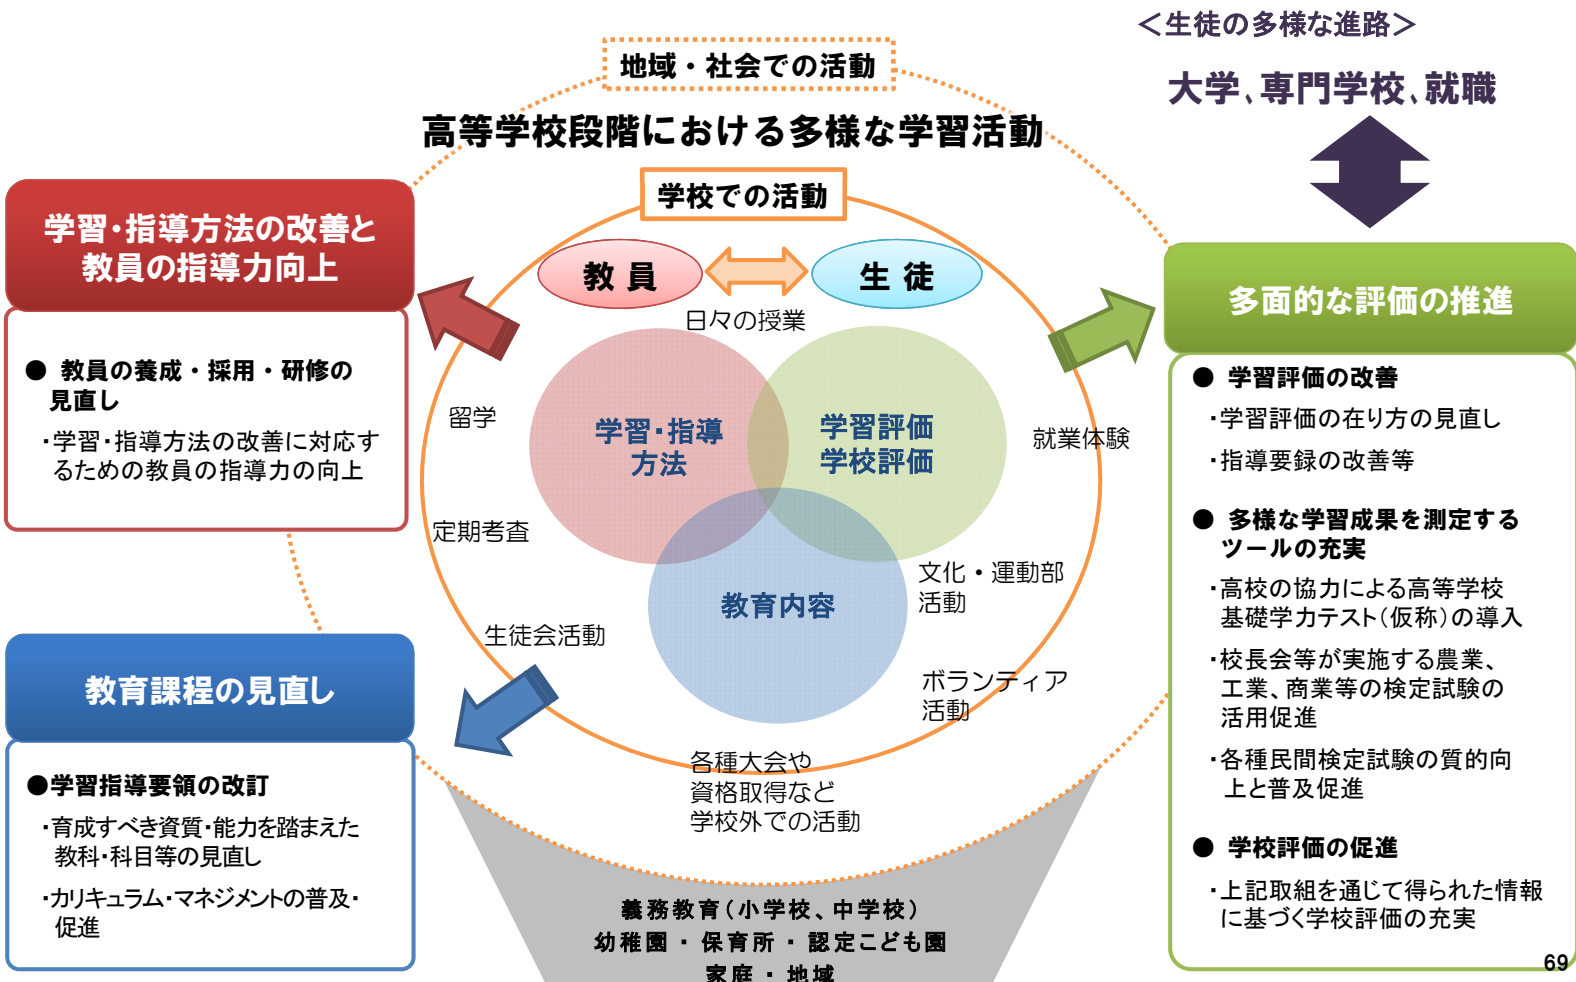 ＜生徒の多様な進路＞
大学、専門学校、就職
地域・社会での活動
高等学校段階における多様な学習活動
学校での活動
教員
生徒
日々の授業
学習・指導方法の改善と
教員の指導力向上
● 教員の養成・採用・研修の
見直し
・学習・指導方法の改善に対応す
るための教員の指導力の向上
教育課程の見直し
●学習指導要領の改訂
・育成すべき資質・能力を踏まえた
教科・科目等の見直し
・カリキュラム・マネジメントの普及・
促進
学習・指導
方法
学習評価
学校評価
教育内容
留学
定期考査
生徒会活動
就業体験
文化・運動部
活動
ボランティア
活動
各種大会や
資格取得など
学校外での活動
義務教育（小学校、中学校）
幼稚園・保育所・認定こども園
家庭・地域
多面的な評価の推進
● 学習評価の改善
・学習評価の在り方の見直し
・指導要録の改善等
● 多様な学習成果を測定する
ツールの充実
・高校の協力による高等学校
基礎学力テスト（仮称）の導入
・校長会等が実施する農業、
工業、商業等の検定試験の
活用促進
・各種民間検定試験の質的向
上と普及促進
● 学校評価の促進
・上記取組を通じて得られた情報
に基づく学校評価の充実
69